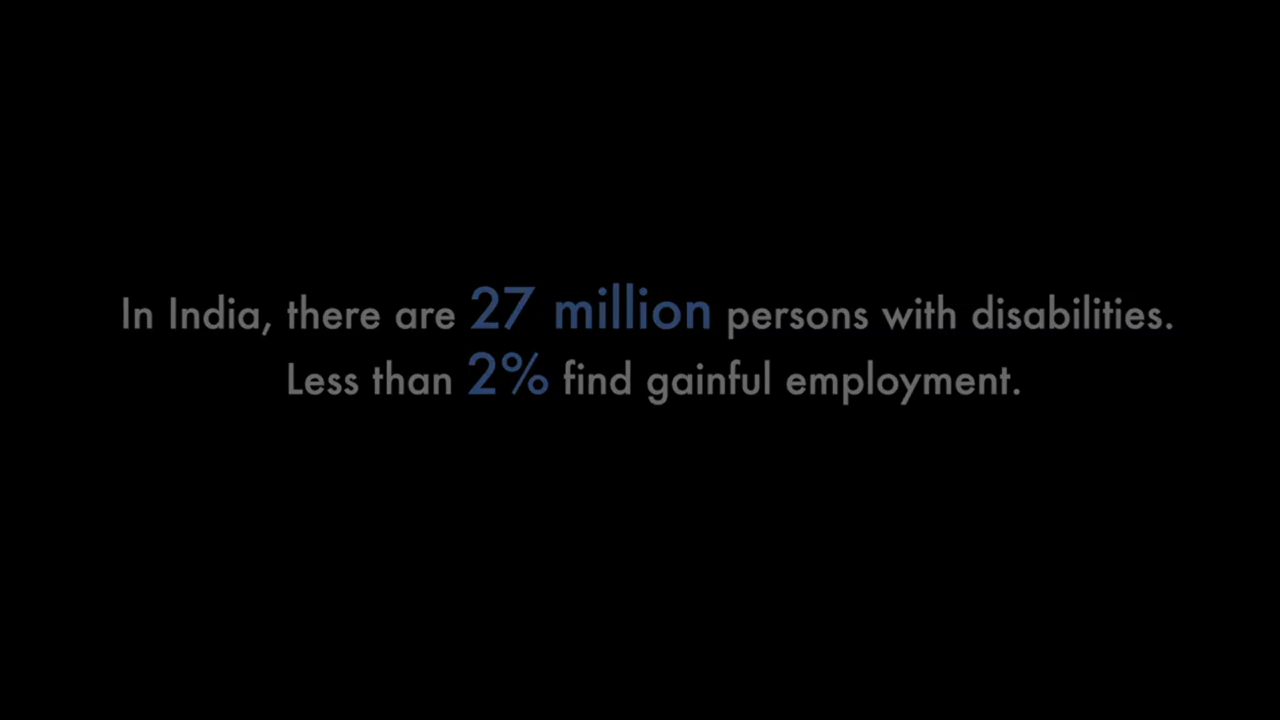 In India, there are 27 million persons with disabilities.
Less than 2% find gainful employment.